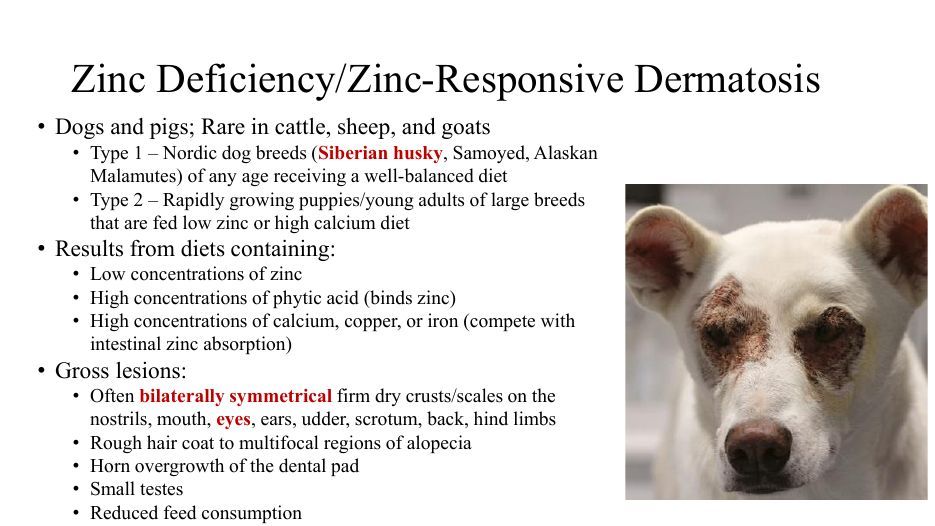 Zinc Deficiency/Zinc-Responsive Dermatosis
• Dogs and pigs; Rare in cattle, sheep, and goats
• Type 1 – Nordic dog breeds (Siberian husky, Samoyed, Alaskan
Malamutes) of any age receiving a well-balanced diet
• Type 2 – Rapidly growing puppies/young adults of large breeds
that are fed low zinc or high calcium diet
• Results from diets containing:
• Low concentrations of zinc
• High concentrations of phytic acid (binds zinc)
• High concentrations of calcium, copper, or iron (compete with
intestinal zinc absorption)
• Gross lesions:
• Often bilaterally symmetrical firm dry crusts/scales on the
nostrils, mouth, eyes, ears, udder, scrotum, back, hind limbs
• Rough hair coat to multifocal regions of alopecia
• Horn overgrowth of the dental pad
• Small testes
• Reduced feed consumption